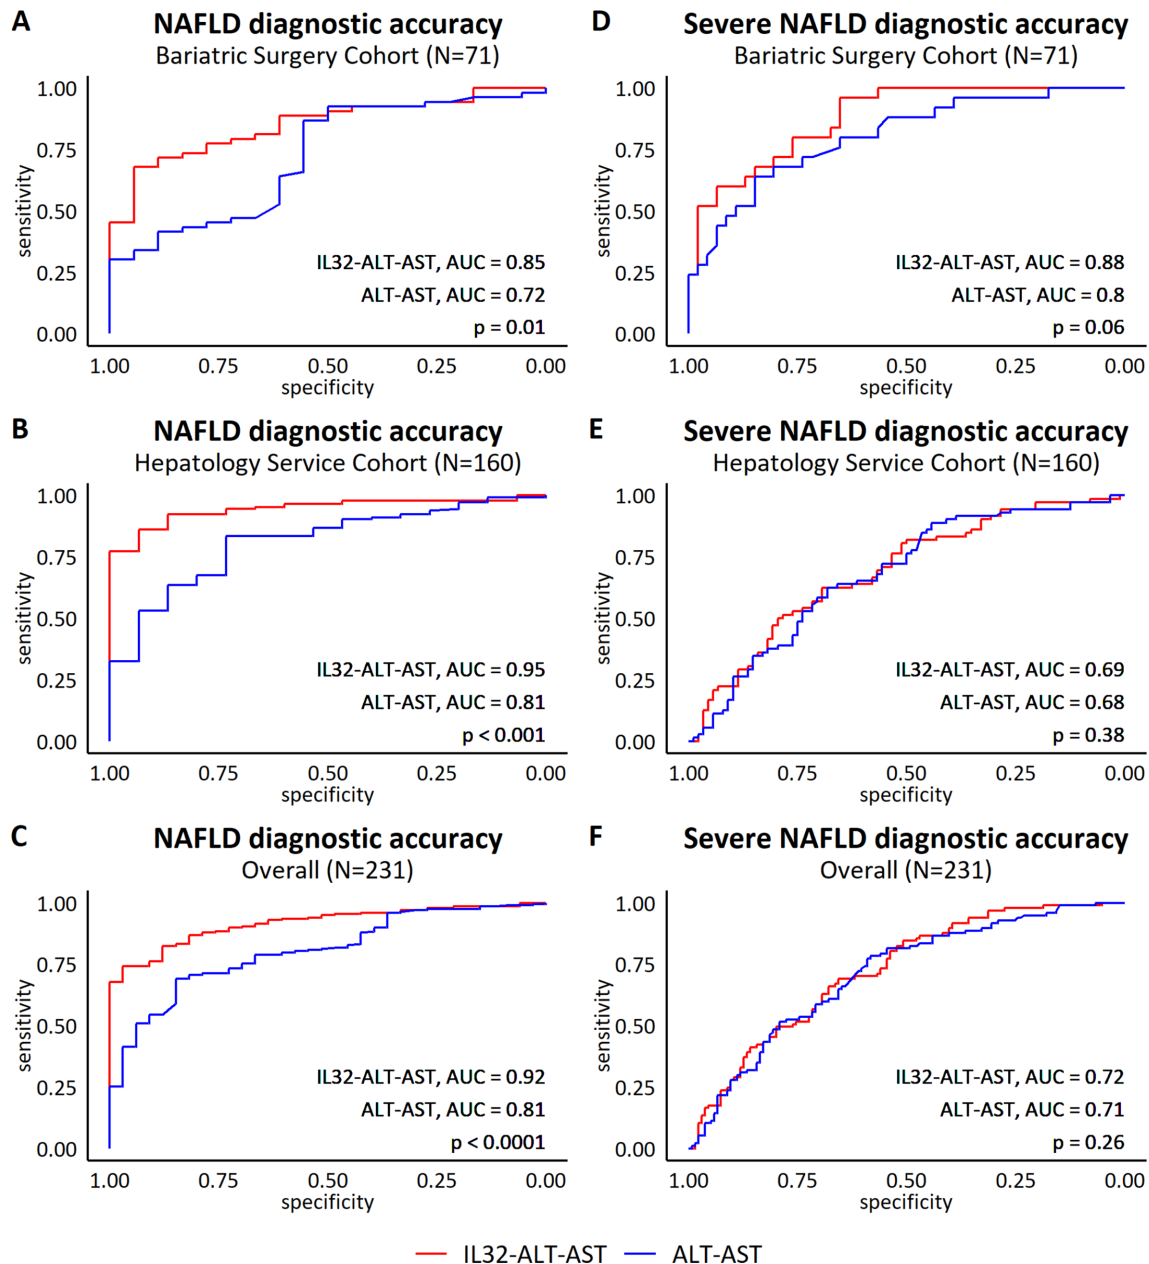 A
NAFLD diagnostic accuracy
Bariatric Surgery Cohort (N=71)
1.00
0.75
0.50
0.25
0.00
sensitivity
IL32-ALT-AST, AUC = 0.85
ALT-AST, AUC = 0.72
p = 0.01
1.00 0.75 0.50 0.25 0.00
specificity
D
Severe NAFLD diagnostic accuracy
Bariatric Surgery Cohort (N=71)
1.00
0.75
0.50
0.25
0.00
sensitivity
IL32-ALT-AST, AUC = 0.88
ALT-AST, AUC = 0.8
p = 0.06
1.00 0.75 0.50 0.25 0.00
specificity
B
NAFLD diagnostic accuracy
Hepatology Service Cohort (N=160)
1.00
0.75
0.50
0.25
0.00
sensitivity
IL32-ALT-AST, AUC = 0.95
ALT-AST, AUC = 0.81
p < 0.001
1.00 0.75 0.50 0.25 0.00
specificity
E
Severe NAFLD diagnostic accuracy
Hepatology Service Cohort (N=160)
1.00
0.75
0.50
0.25
0.00
sensitivity
IL32-ALT-AST, AUC = 0.69
ALT-AST, AUC = 0.68
p = 0.38
1.00 0.75 0.50 0.25 0.00
specificity
C
NAFLD diagnostic accuracy
Overall (N=231)
1.00
0.75
0.50
0.25
0.00
sensitivity
IL32-ALT-AST, AUC = 0.92
ALT-AST, AUC = 0.81
p < 0.0001
1.00 0.75 0.50 0.25 0.00
specificity
F
Severe NAFLD diagnostic accuracy
Overall (N=231)
1.00
0.75
0.50
0.25
0.00
sensitivity
IL32-ALT-AST, AUC = 0.72
ALT-AST, AUC = 0.71
p = 0.26
1.00 0.75 0.50 0.25 0.00
specificity
IL32-ALT-AST ALT-AST